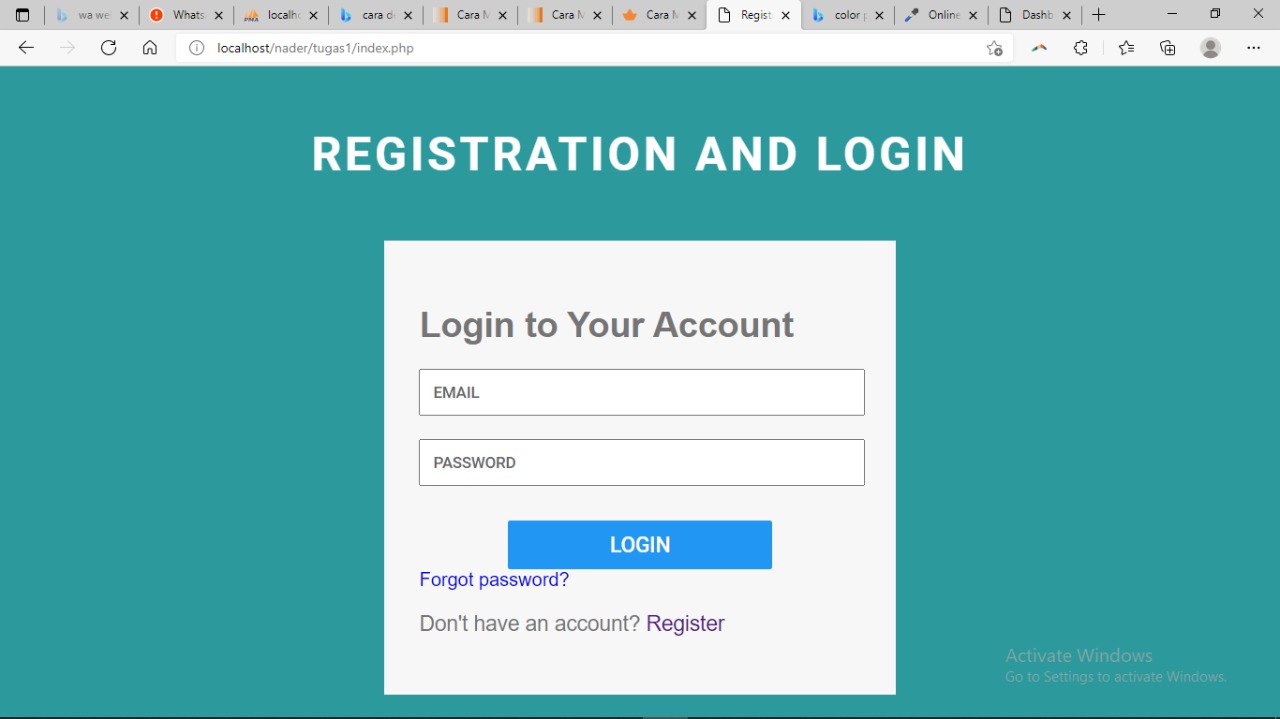 wa we
Whats
localho
cara de
Cara M
Cara M
Cara M
Regist
color
Online
Dashb
localhost/nader/tugas1/index.php
REGISTRATION AND LOGIN
Login to Your Account
EMAIL
PASSWORD
LOGIN
Forgot password?
Don't have an account? Register
Activate Windows
Go to Settings to activate Windows.